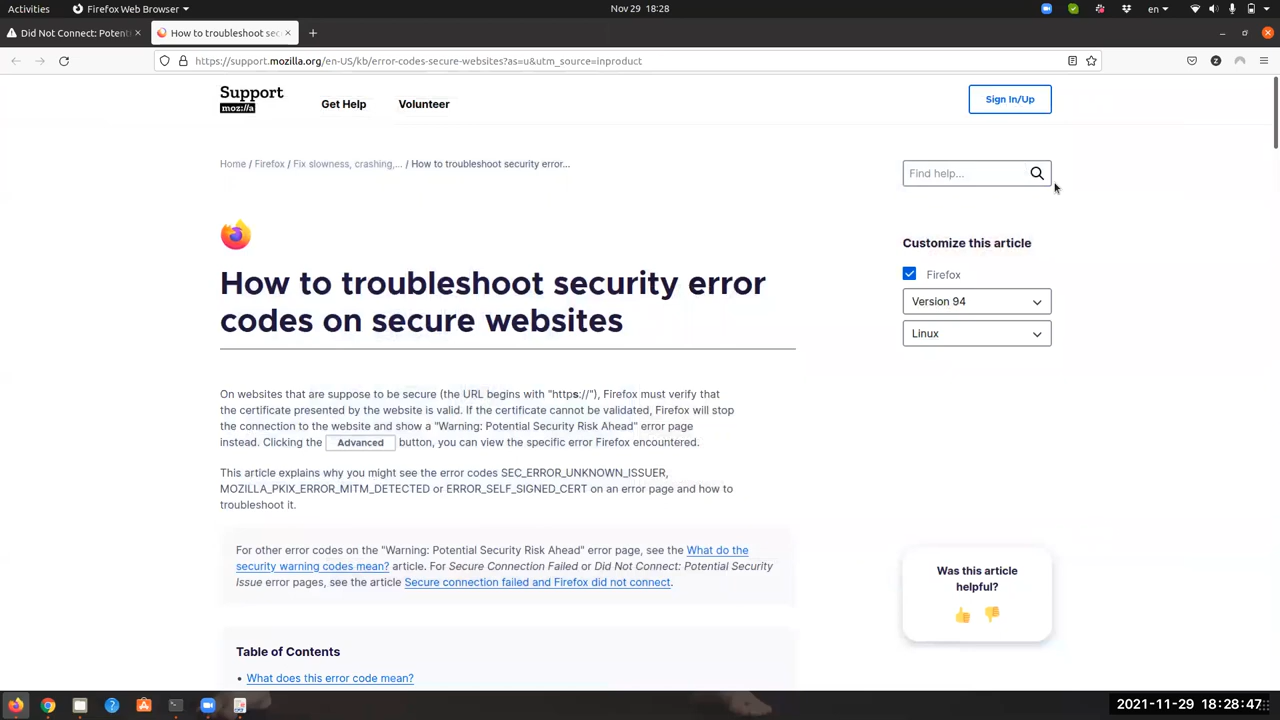 Activities
Firefox Web Browser
Nov 29 18:28
en
Did Not Connect: Potent
How to troubleshoot sec
https://support.mozilla.org/en-US/kb/error-codes-secure-websites?as=u&utm_source=inproduct
Support
moz://a
Get Help
Volunteer
Sign In/Up
Home / Firefox / Fix slowness, crashing,... / How to troubleshoot security error...
Find help...
Customize this article
Firefox
Version 94
Linux
How to troubleshoot security error
codes on secure websites
On websites that are suppose to be secure (the URL begins with "https://"), Firefox must verify that
the certificate presented by the website is valid. If the certificate cannot be validated, Firefox will stop
the connection to the website and show a "Warning: Potential Security Risk Ahead" error page
instead. Clicking the Advanced button, you can view the specific error Firefox encountered.
This article explains why you might see the error codes SEC_ERROR_UNKNOWN_ISSUER,
MOZILLA_PKIX_ERROR_MITM_DETECTED or ERROR_SELF_SIGNED_CERT on an error page and how to
troubleshoot it.
For other error codes on the "Warning: Potential Security Risk Ahead" error page, see the What do the
security warning codes mean? article. For Secure Connection Failed or Did Not Connect: Potential Security
Issue error pages, see the article Secure connection failed and Firefox did not connect.
Was this article
helpful?
Table of Contents
• What does this error code mean?
2021-11-29 18:28:47